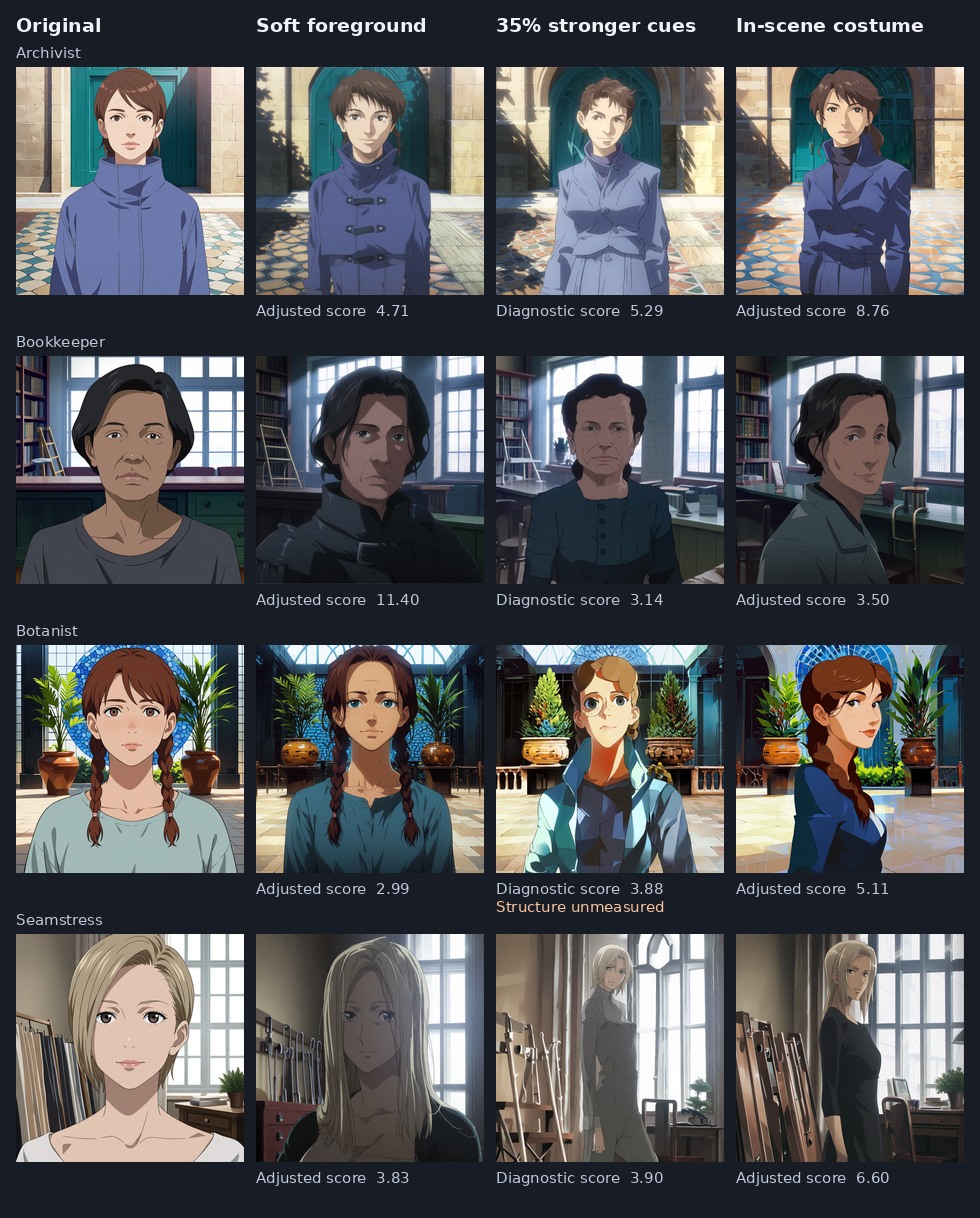 Original Soft foreground 35% stronger cues In-scene costume
Archivist
Adjusted score 4.71 Diagnostic score 5.29 Adjusted score 8.76
Bookkeeper
Adjusted score 11.40 Diagnostic score 3.14 Adjusted score 3.50
Botanist
Adjusted score 2.99 Diagnostic score 3.88 Adjusted score 5.11
Structure unmeasured
Seamstress
Adjusted score 3.83 Diagnostic score 3.90 Adjusted score 6.60